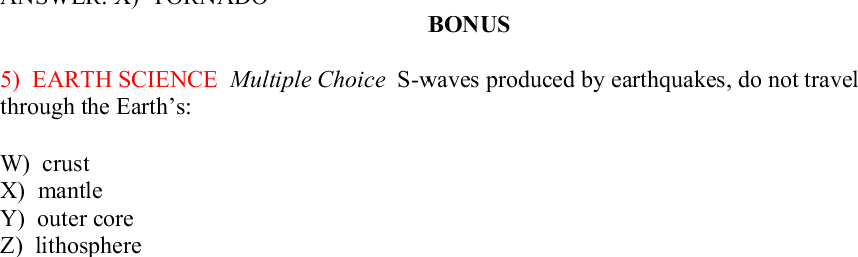 ANSWER: X) TORNADO
BONUS
5) EARTH SCIENCE Multiple Choice S-waves produced by earthquakes, do not travel
through the Earth's:
W) crust
X) mantle
Y) outer core
Z) lithosphere